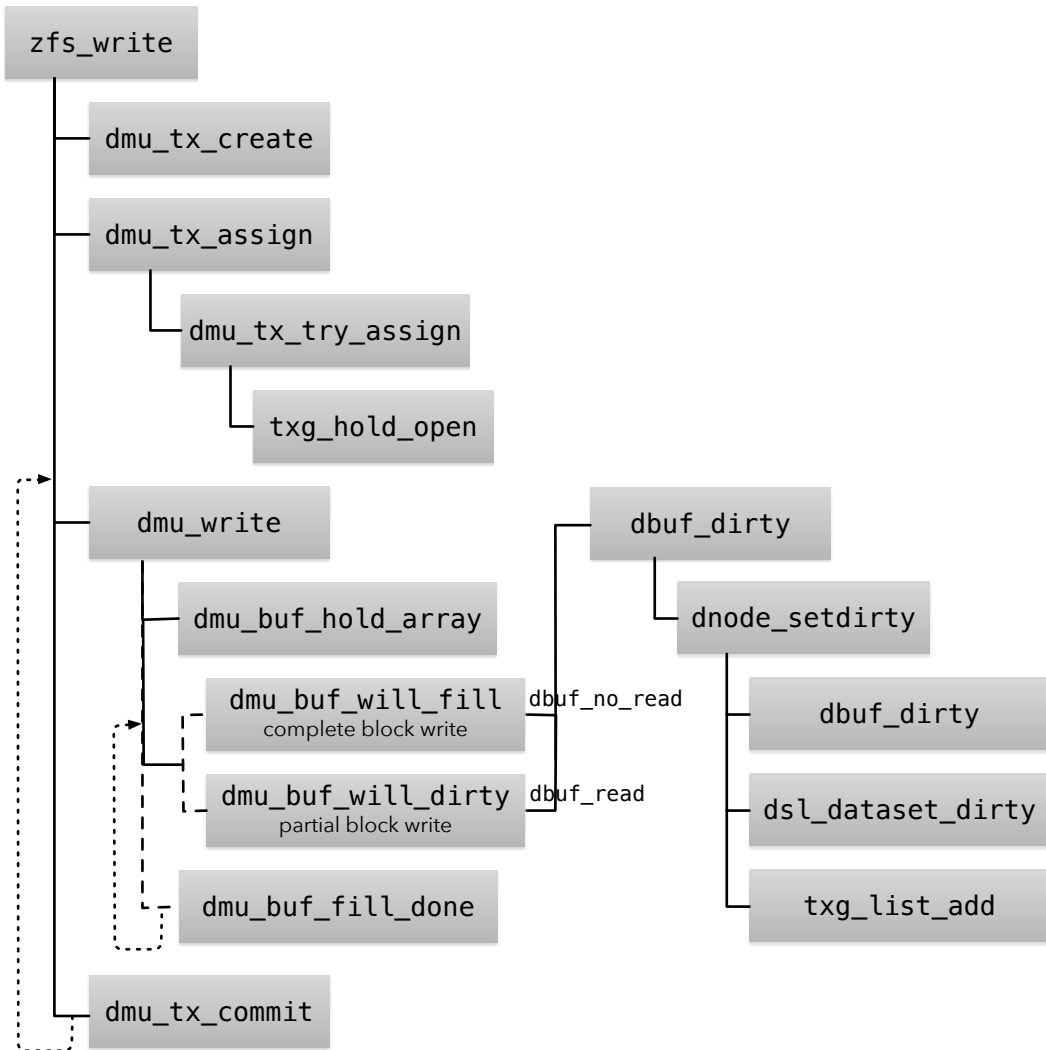 zfs_write
dmu_tx_create
dmu_tx_assign
dmu_tx_try_assign
txg_hold_open
dmu_write
dmu_buf_hold_array
dmu_buf_will_fill
complete block write
dbuf_no_read
dmu_buf_will_dirty
partial block write
dbuf_read
dmu_buf_fill_done
dmu_tx_commit
dbuf_dirty
dnode_setdirty
dbuf_dirty
dsl_dataset_dirty
txg_list_add